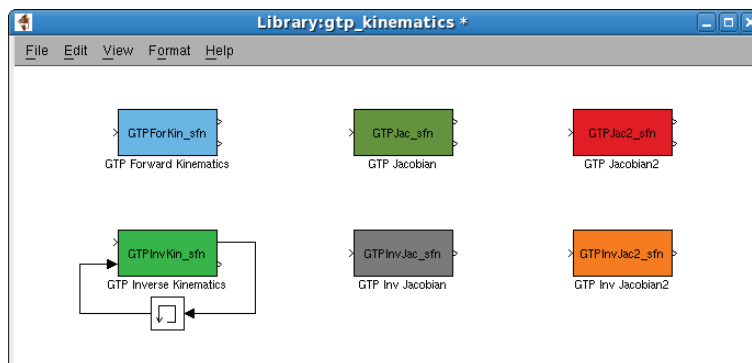 Library:gtp_kinematics *
File Edit View Format Help
GTPForKin_sfn
GTP Forward Kinematics
GTPJac_sfn
GTP Jacobian
GTPJac2_sfn
GTP Jacobian2
GTPInvKin_sfn
GTP Inverse Kinematics
GTPInvJac_sfn
GTP Inv Jacobian
GTPInvJac2_sfn
GTP Inv Jacobian2